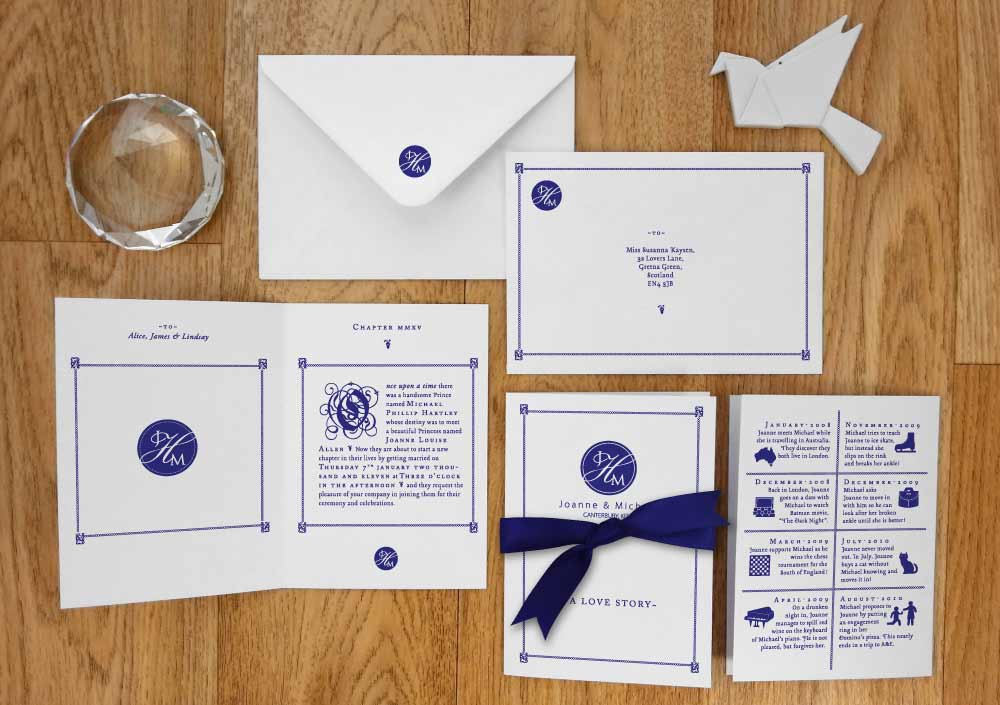 JHM
JHM
~TO~
Miss Susanna Kaysen,
38 Lovers Lane,
Gretna Green,
Scotland
EN4 8JB
~TO~
Alice, James & Lindsay
JHM
CHAPTER MMXV
Once upon a time there
was a handsome Prince
named MICHAEL
PHILLIP HARTLEY
whose destiny was to meet
a beautiful Princess named
JOANNE LOUISE
ALLEN Now they are about to start a new
chapter in their lives by getting married on
THURSDAY 7TH JANUARY TWO THOU-
SAND AND ELEVEN at THREE O'CLOCK
IN THE AFTERNOON and they request the
pleasure of your company in joining them for their
ceremony and celebrations.
JHM
JHM
Joanne & Mich
CANTERBURY
A LOVE STORY~
JANUARY·2008
Joanne meets Michael while
she is travelling in Australia.
They discover they
both live in London.
NOVEMBER·2009
Michael tries to teach
Joanne to ice skate,
but instead she
slips on the rink
and breaks her ankle!
DECEMBER·2008
Back in London, Joanne
goes on a date with
Michael to watch
Batman movie,
"The Dark Night".
DECEMBER·2009
Michael asks
Joanne to move in
with him so he can
look after her broken
ankle until she is better!
MARCH·2009
Joanne supports Michael as he
wins the chess
tournament for the
South of England!
JULY·2010
Joanne never moved
out. In July, Joanne
buys a cat without
Michael knowing and
moves it in!
APRIL·2009
On a drunken
night in, Joanne
manages to spill red
wine on the keyboard
of Michael's piano. He is not
pleased, but forgives her.
AUGUST·2010
Michael proposes to
Joanne by putting
an engagement
ring in her
Domino's pizza. This nearly
ends in a trip to A&E.